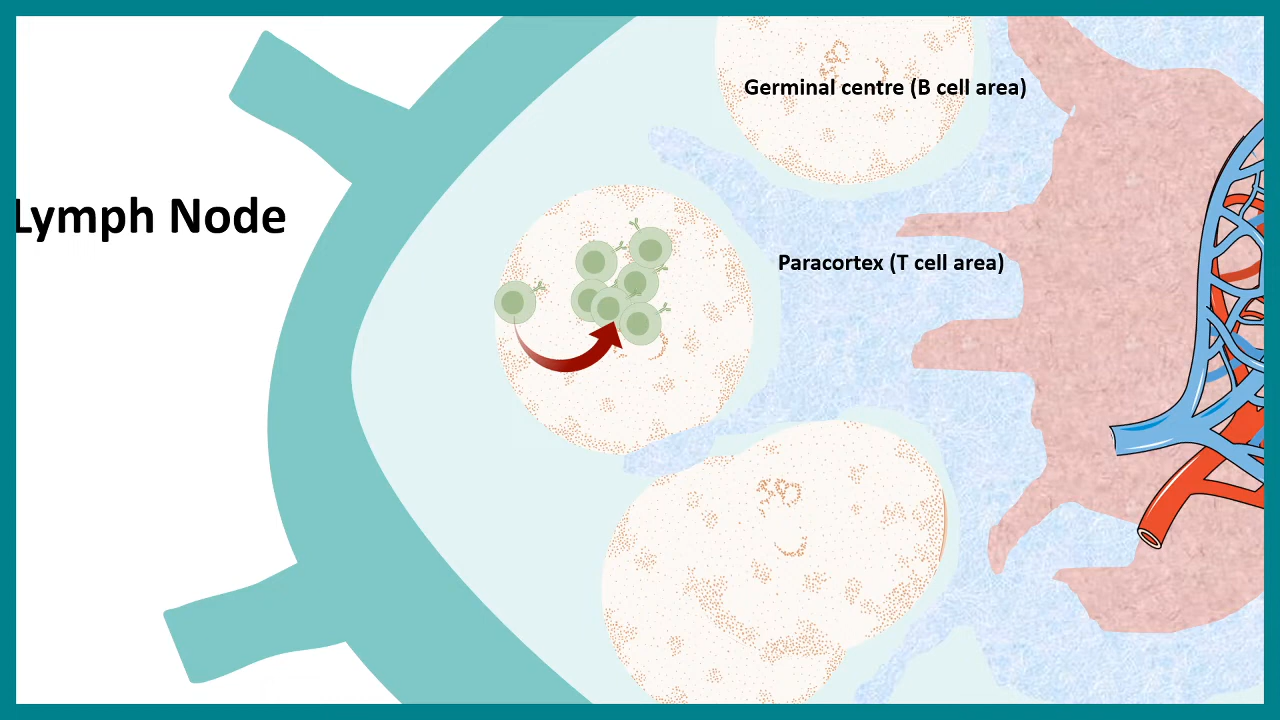 Germinal centre (B cell area)
Lymph Node
Paracortex (T cell area)